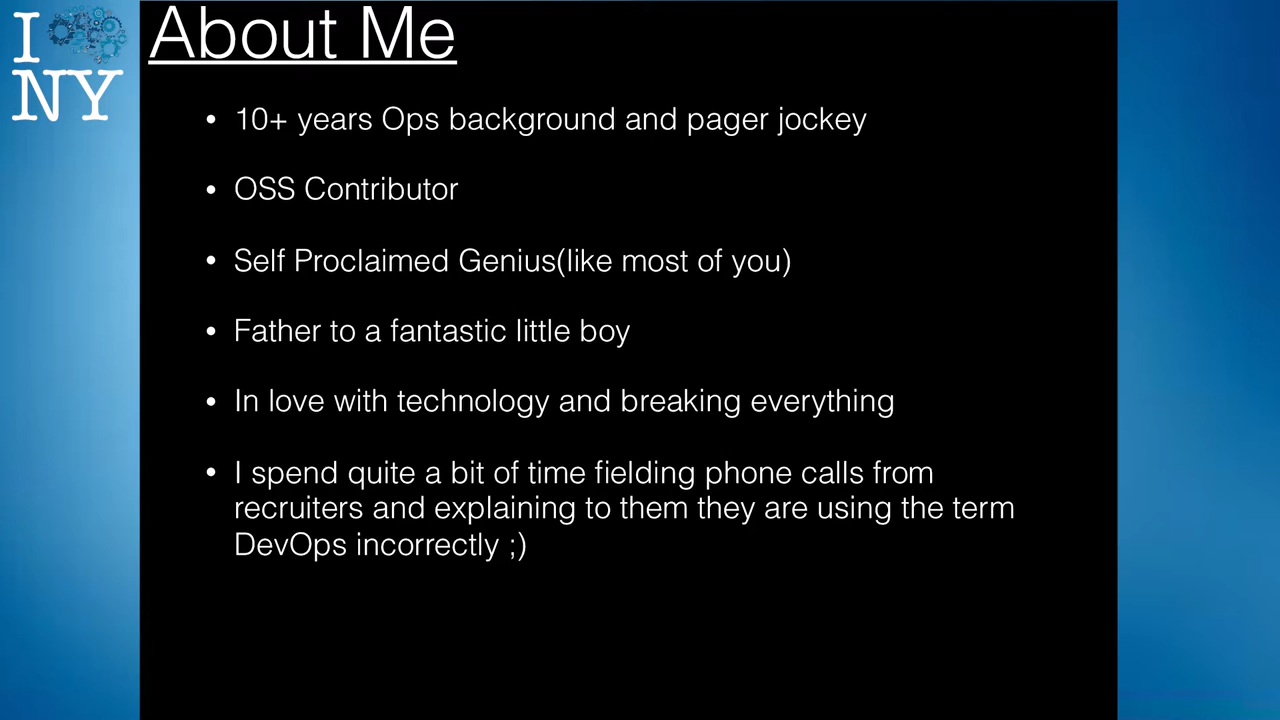 I
NY
About Me
• 10+ years Ops background and pager jockey
• OSS Contributor
• Self Proclaimed Genius(like most of you)
• Father to a fantastic little boy
• In love with technology and breaking everything
• I spend quite a bit of time fielding phone calls from
recruiters and explaining to them they are using the term
DevOps incorrectly ;)